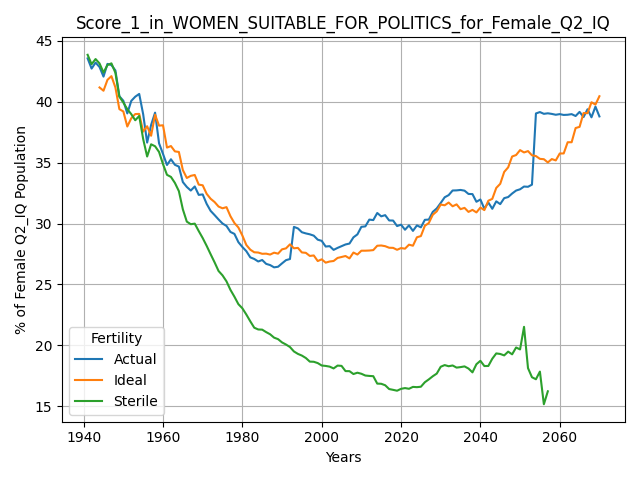 Score_1_in_WOMEN_SUITABLE_FOR_POLITICS_for_Female_Q2_IQ
% of Female Q2_IQ Population
45
40
35
30
25
20
15
Fertility
Actual
Ideal
Sterile
1940
1960
1980
2000
2020
2040
2060
Years